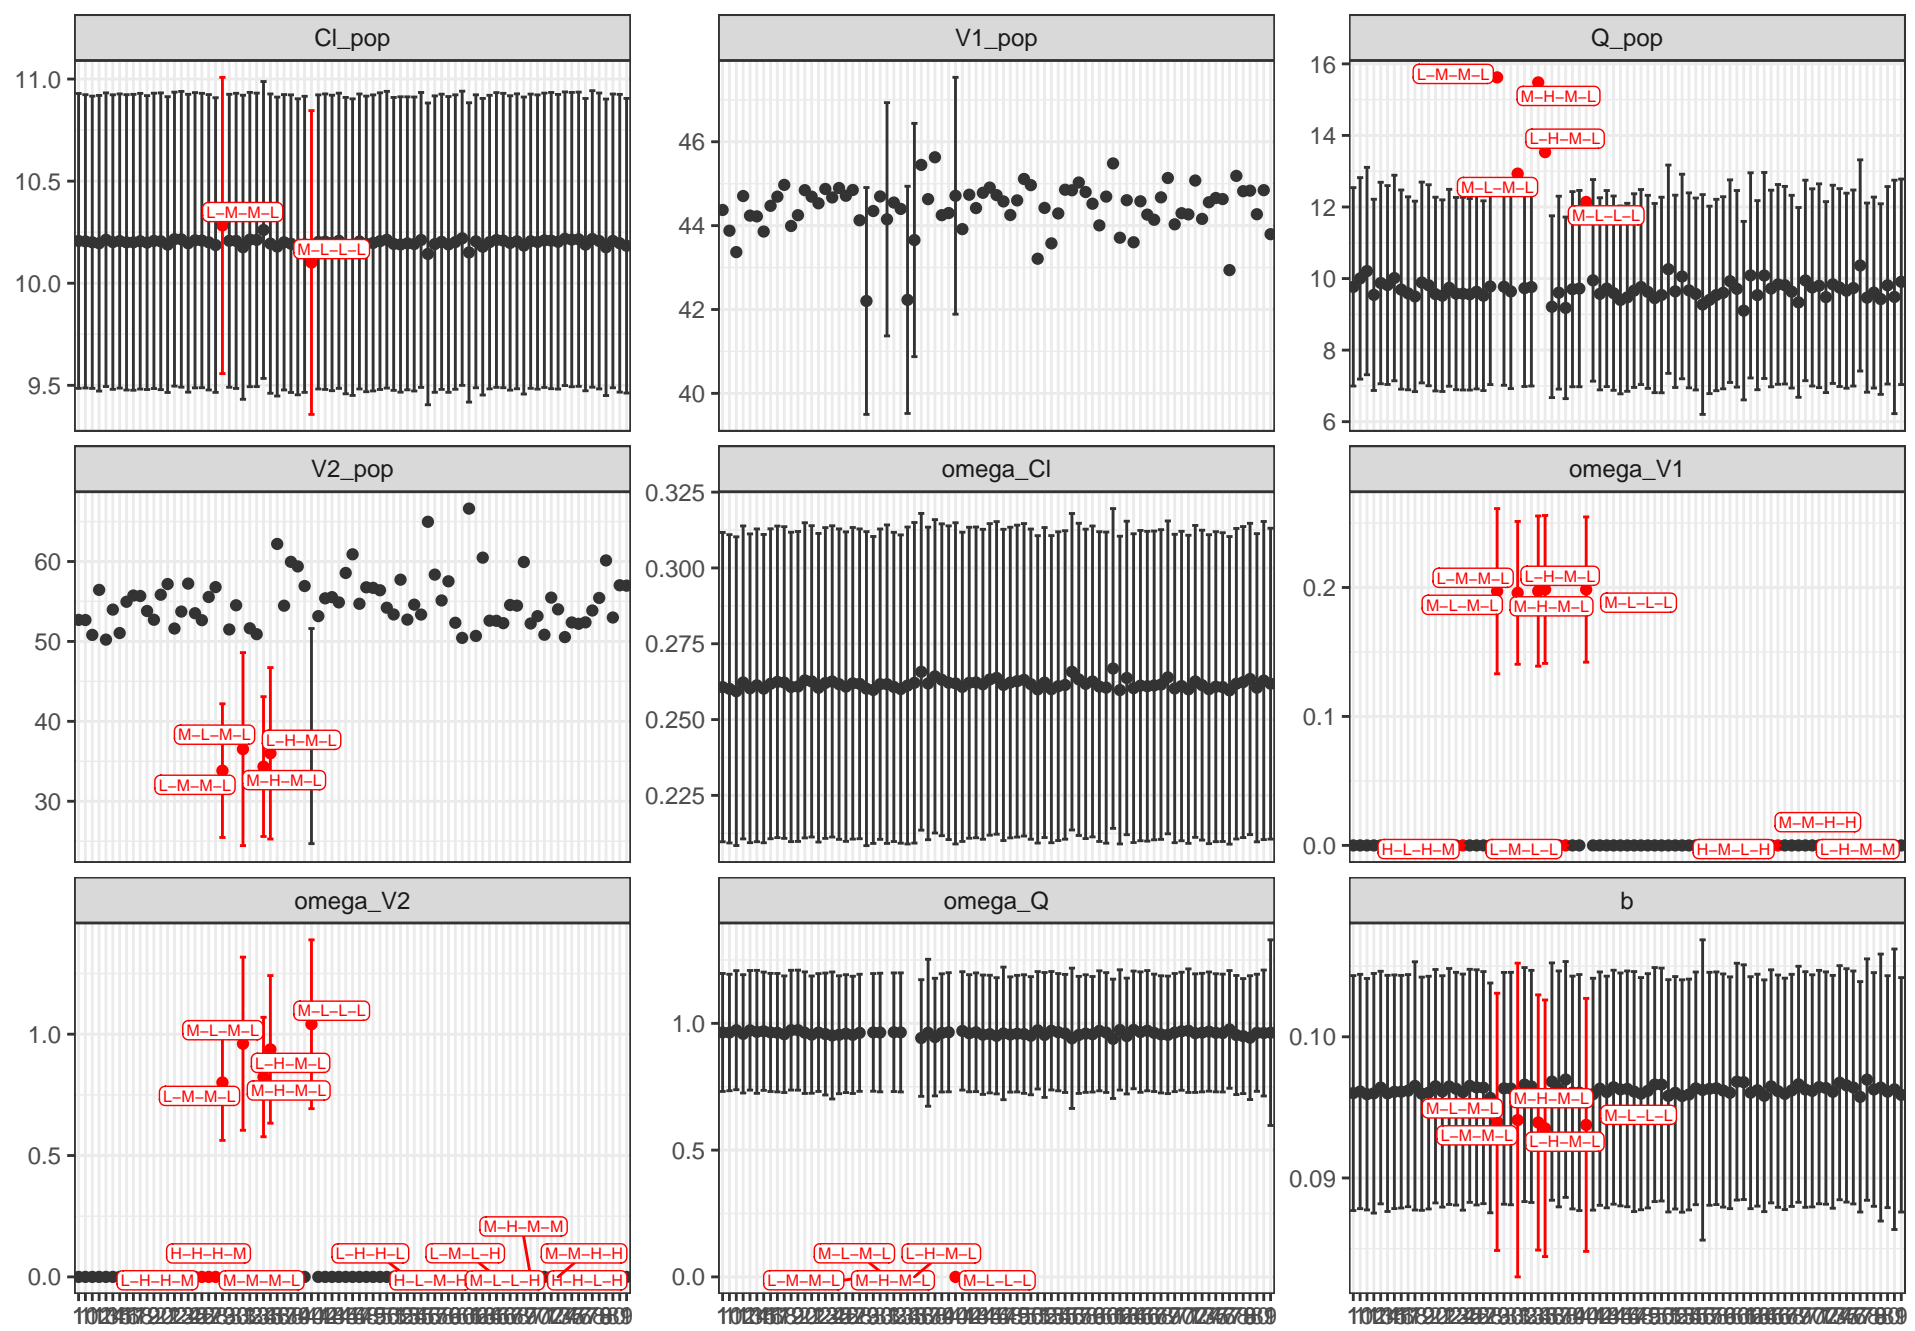 Cl_pop
11.0
10.5
10.0
9.5
L–M–M–L
M–L–L–L
V1_pop
46
44
42
40
Q_pop
16
14
12
10
8
6
L–M–M–L
M–H–M–L
L–H–M–L
M–L–M–L
M–L–L–L
V2_pop
60
50
40
30
M–L–M–L
L–H–M–L
L–M–M–L
M–H–M–L
omega_Cl
0.325
0.300
0.275
0.250
0.225
omega_V1
0.2
0.1
0.0
L–M–M–L
L–H–M–L
M–L–M–L
M–H–M–L
M–L–L–L
M–M–H–H
H–L–H–M
L–M–L–L
H–M–L–H
L–H–M–M
omega_V2
1.0
0.5
0.0
M–L–L–L
M–L–M–L
L–H–M–L
L–M–M–L
M–H–M–L
M–H–M–M
H–H–H–M
L–H–H–L
L–M–L–H
M–M–H–H
L–H–H–M
M–M–M–L
H–L–M–H
M–L–L–H
H–H–L–H
omega_Q
1.0
0.5
0.0
M–L–M–L
L–H–M–L
L–M–M–L
M–H–M–L
M–L–L–L
b
0.10
0.09
M–H–M–L
M–L–M–L
M–L–L–L
L–M–M–L
L–H–M–L